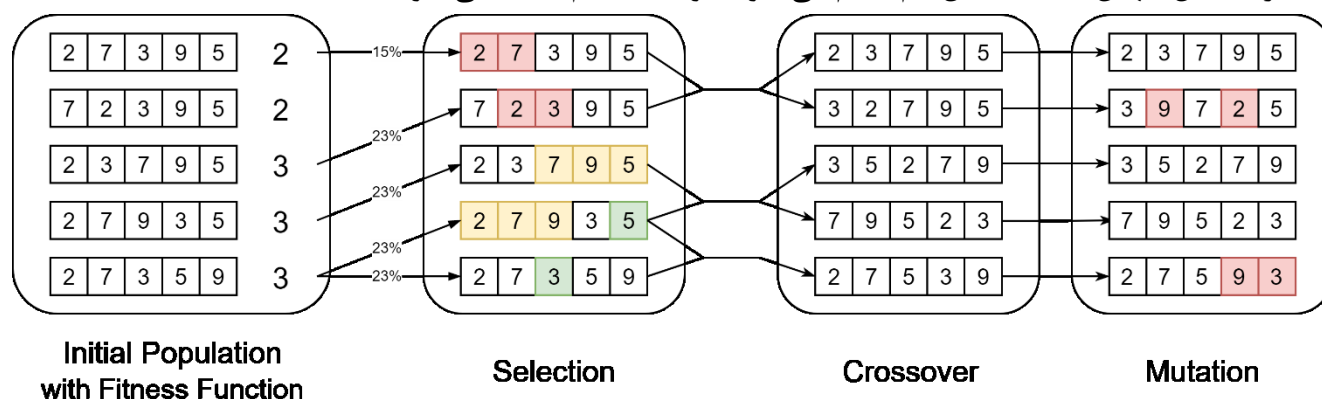 2 7 3 9 5 2 15% 2 7 3 9 5 2 3 7 9 5 2 3 7 9 5
7 2 3 9 5 2 23% 7 2 3 9 5 3 2 7 9 5 3 9 7 2 5
2 3 7 9 5 3 23% 2 3 7 9 5 3 5 2 7 9 3 5 2 7 9
2 7 9 3 5 3 23% 2 7 9 3 5 7 9 5 2 3 7 9 5 2 3
2 7 3 5 9 3 23% 2 7 3 5 9 2 7 5 3 9 2 7 5 9 3
Initial Population
with Fitness Function
Selection
Crossover
Mutation